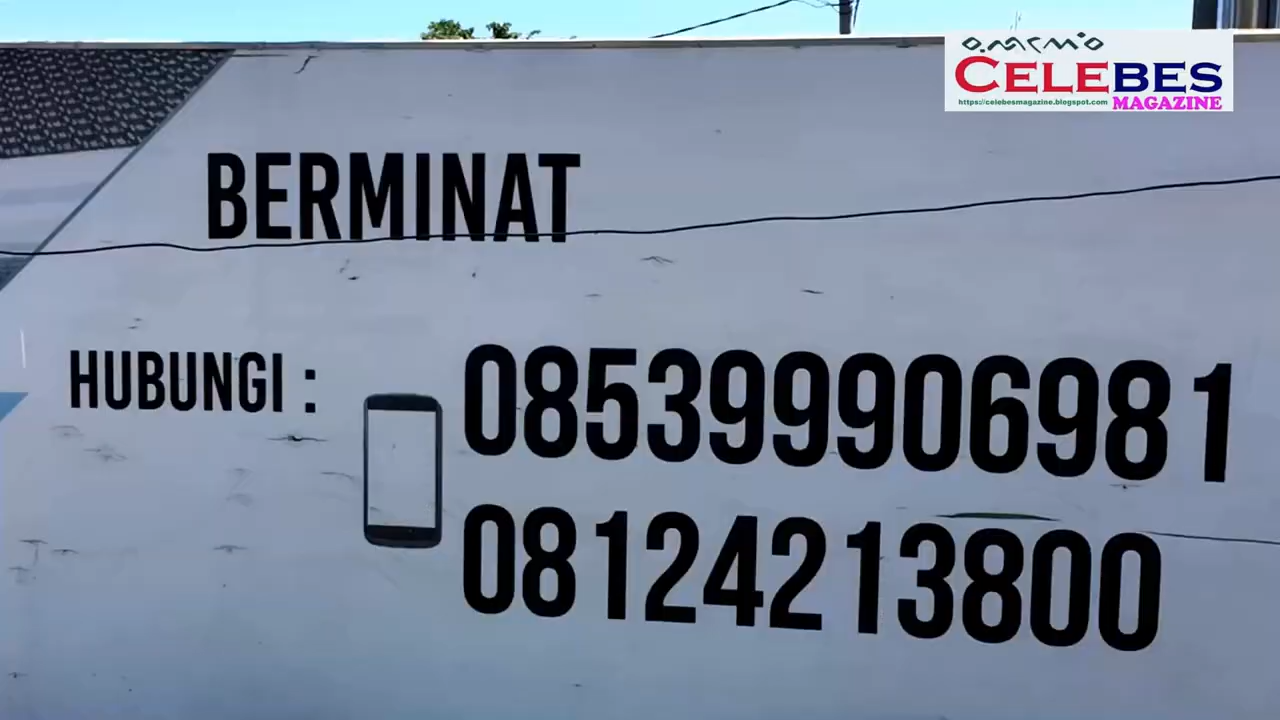 CELEBES
https://celebesmagazine.blogspot.com MAGAZINE
BERMINAT
HUBUNGI : 085399906981
08124213800